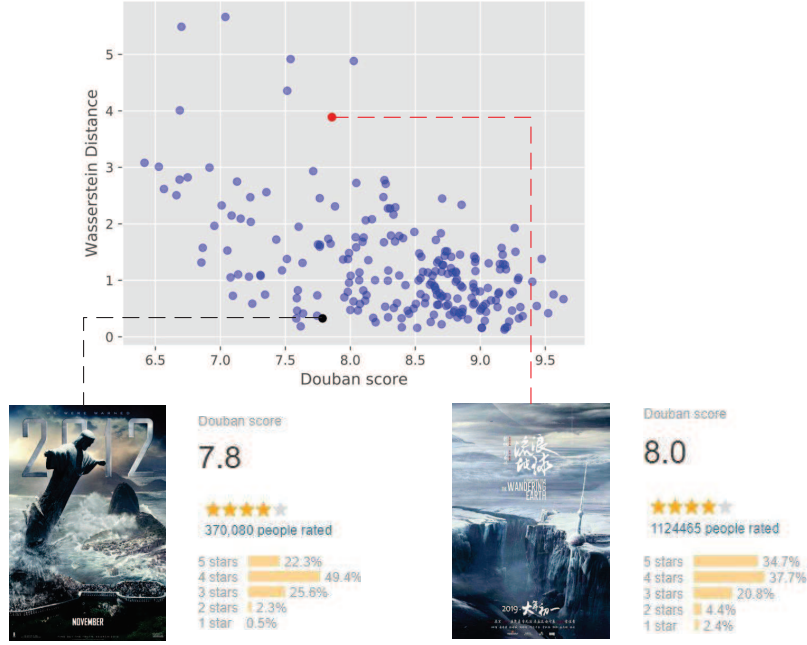 5
4
3
2
1
0
Wasserstein Distance
6.5 7.0 7.5 8.0 8.5 9.0 9.5
Douban score
2012
NOVEMBER
Douban score
7.8
370,080 people rated
5 stars 22.3%
4 stars 49.4%
3 stars 25.6%
2 stars 2.3%
1 star 0.5%
流浪
地球
THE WANDERING
EARTH
2019·大年初一
Douban score
8.0
1124465 people rated
5 stars 34.7%
4 stars 37.7%
3 stars 20.8%
2 stars 4.4%
1 star 2.4%